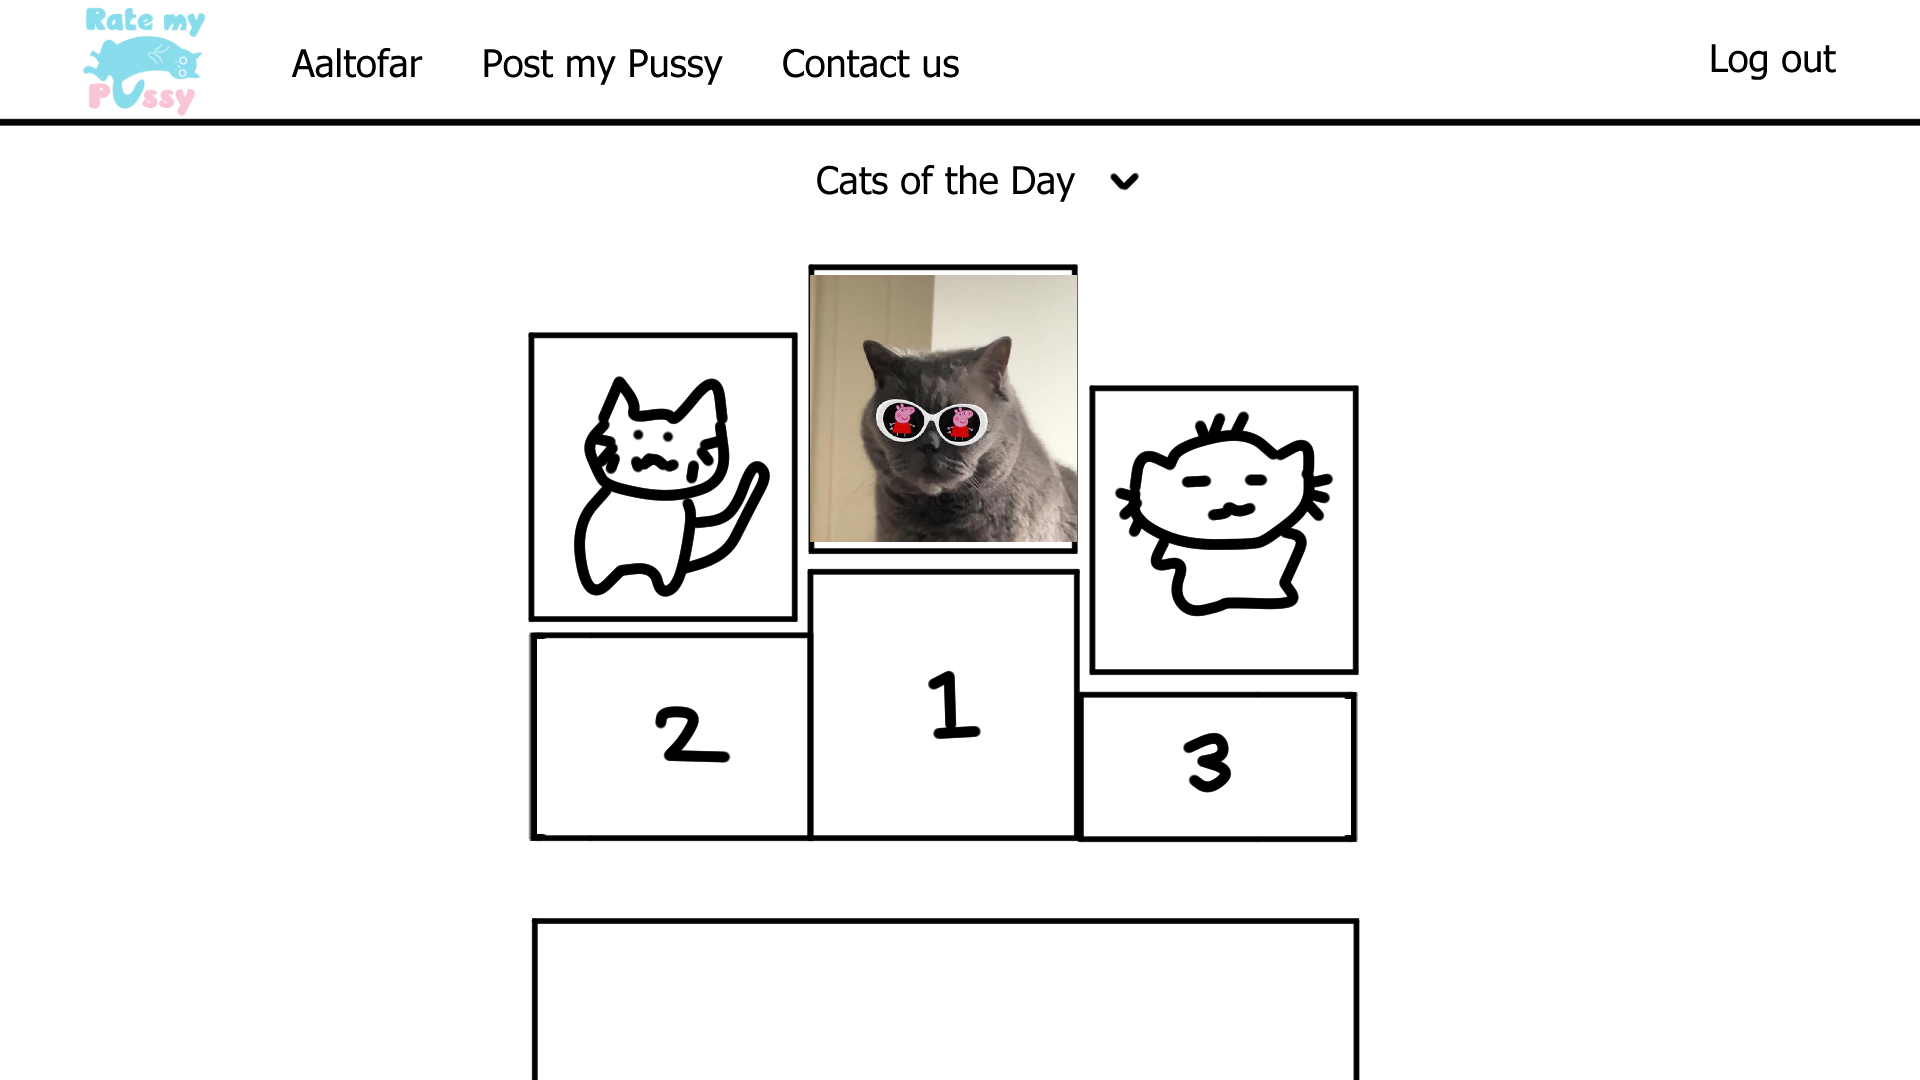 Rate my
Pussy
Aaltofar
Post my Pussy
Contact us
Log out
Cats of the Day
2
1
3